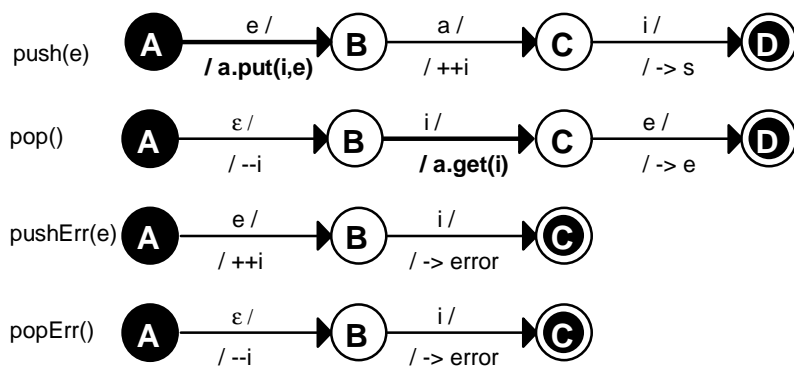 push(e) A e / / a.put(i,e) B a / / ++i C i / / -> s D
pop() A ε / / --i B i / / a.get(i) C e / / -> e D
pushErr(e) A e / / ++i B i / / -> error C
popErr() A ε / / --i B i / / -> error C